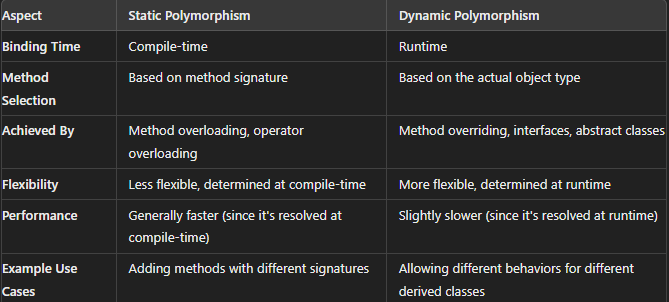 Aspect Static Polymorphism Dynamic Polymorphism
Binding Time Compile-time Runtime
Method Selection Based on method signature Based on the actual object type
Achieved By Method overloading, operator overloading Method overriding, interfaces, abstract classes
Flexibility Less flexible, determined at compile-time More flexible, determined at runtime
Performance Generally faster (since it's resolved at compile-time) Slightly slower (since it's resolved at runtime)
Example Use Cases Adding methods with different signatures Allowing different behaviors for different derived classes